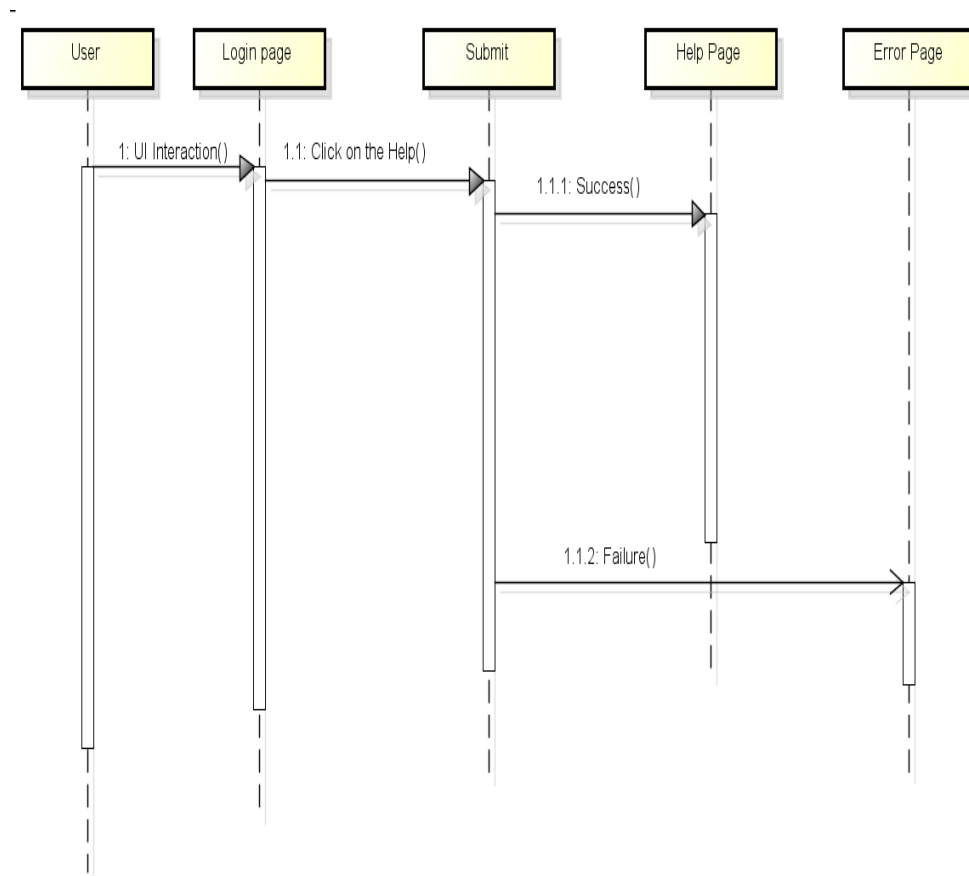 User
Login page
Submit
Help Page
Error Page
1: UI Interaction()
1.1: Click on the Help()
1.1.1: Success()
1.1.2: Failure()